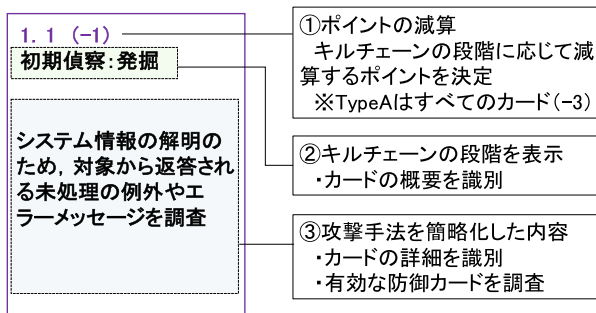 1. 1 (-1)
初期偵察:発掘
システム情報の解明の
ため，対象から返答され
る未処理の例外やエ
ラーメッセージを調査
①ポイントの減算
キルチェーンの段階に応じて減
算するポイントを決定
※TypeAはすべてのカード(-3)
②キルチェーンの段階を表示
・カードの概要を識別
③攻撃手法を簡略化した内容
・カードの詳細を識別
・有効な防御カードを調査